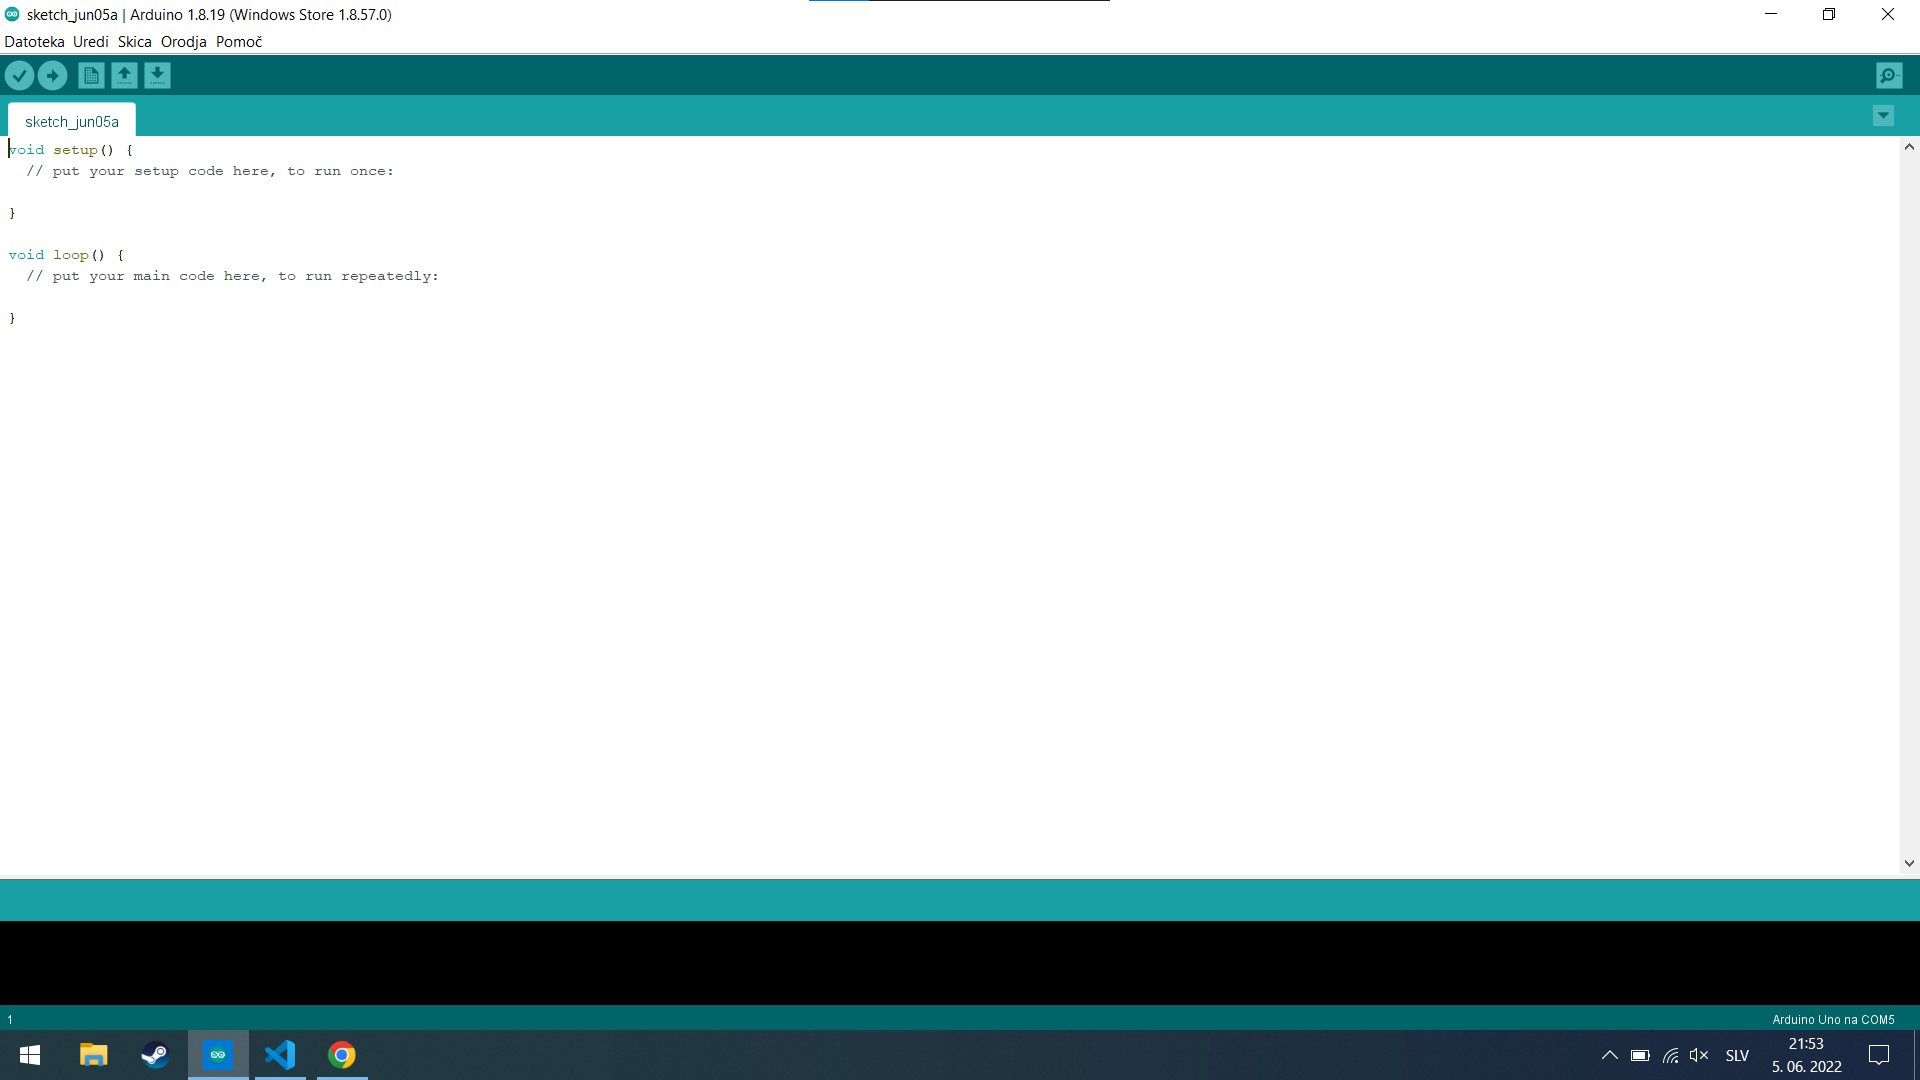 sketch_jun05a | Arduino 1.8.19 (Windows Store 1.8.57.0)
Datoteka Uredi Skica Orodja Pomoč
sketch_jun05a
void setup() {
  // put your setup code here, to run once:
}
void loop() {
  // put your main code here, to run repeatedly:
}
1
Arduino Uno na COM5
SLV
21:53
5. 06. 2022